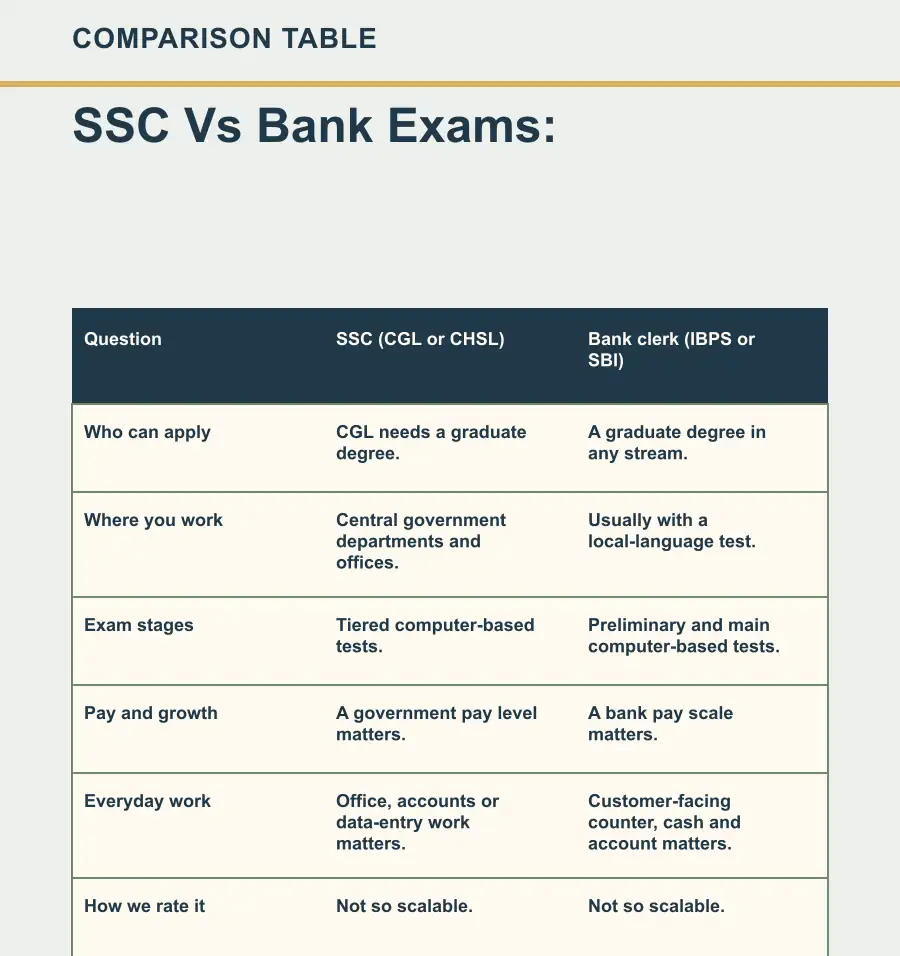 COMPARISON TABLE
SSC Vs Bank Exams:
Question
SSC (CGL or CHSL)
Bank clerk (IBPS or
SBI)
Who can apply
CGL needs a graduate
degree.
A graduate degree in
any stream.
Where you work
Central government
departments and
offices.
Usually with a
local-language test.
Exam stages
Tiered computer-based
tests.
Preliminary and main
computer-based tests.
Pay and growth
A government pay level
matters.
A bank pay scale
matters.
Everyday work
Office, accounts or
data-entry work
matters.
Customer-facing
counter, cash and
account matters.
How we rate it
Not so scalable.
Not so scalable.